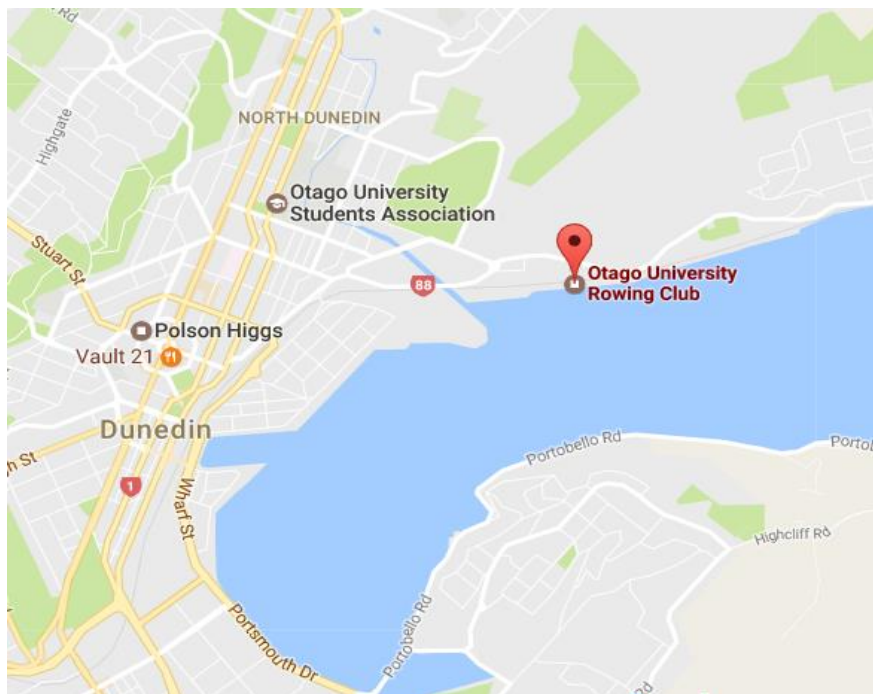 Highgate
NORTH DUNEDIN
Otago University
Students Association
Stuart St
88
Otago University
Rowing Club
Polson Higgs
Vault 21
Dunedin
Portobello Rd
St
1
Wharf St
Highcliff Rd
Portobello Rd
Portsmouth Dr